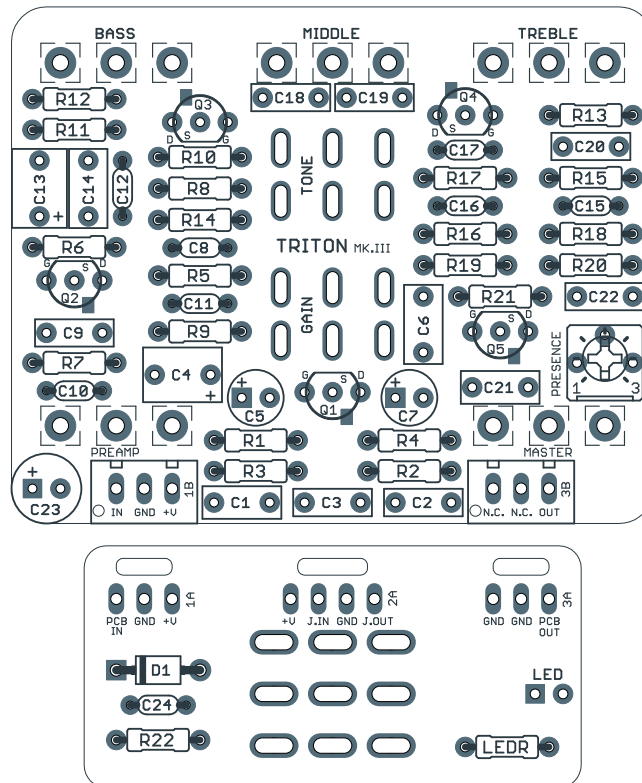 BASS MIDDLE TREBLE
R12 Q3 C18 C19 Q4 R13
R11 D S G D S G
C13 C14 C12 R10 C17 C20
+ R8 TONE R17 R15
R14 C16 C15
R6 C8 TRITON MK.III R16 R18
G S D
Q2 R5 R19 R20
C11 GAIN C6 R21 C22
C9 R9 G S D
Q5
R7 C4 + PRESENCE
C10 + C5 G S D Q1 + C7 C21 1 3
PREAMP R1 R4 MASTER
+ C23 R3 R2
1B C1 C3 C2 3B
IN GND +V N.C. N.C. OUT
1A 2A 3A
PCB IN GND +V +V J.IN GND J.OUT GND GND PCB OUT
D1 LED
C24
R22 LEDR